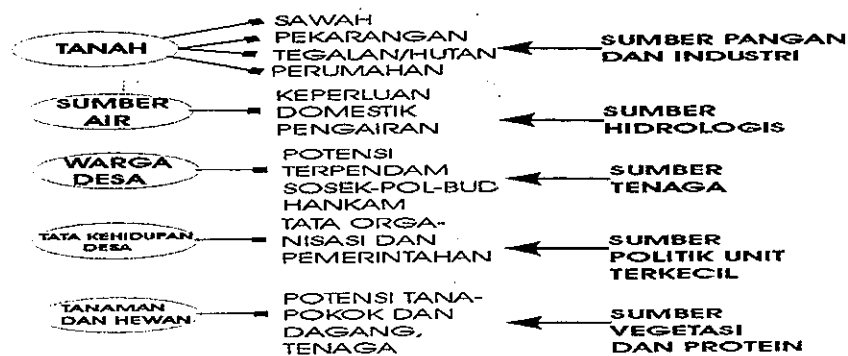 TANAH
SAWAH
PEKARANGAN
TEGALAN/HUTAN
PERUMAHAN
SUMBER PANGAN
DAN INDUSTRI
SUMBER
AIR
KEPERLUAN
DOMESTIK
PENGAIRAN
SUMBER
HIDROLOGIS
WARGA
DESA
POTENSI
TERPENDAM
SOSEK-POL-BUD
HANKAM
SUMBER
TENAGA
TATA KEHIDUPAN
DESA
TATA ORGA-
NISASI DAN
PEMERINTAHAN
SUMBER
POLITIK UNIT
TERKECIL
TANAMAN
DAN HEWAN
POTENSI TANA-
POKOK DAN
DAGANG,
TENAGA
SUMBER
VEGETASI
DAN PROTEIN